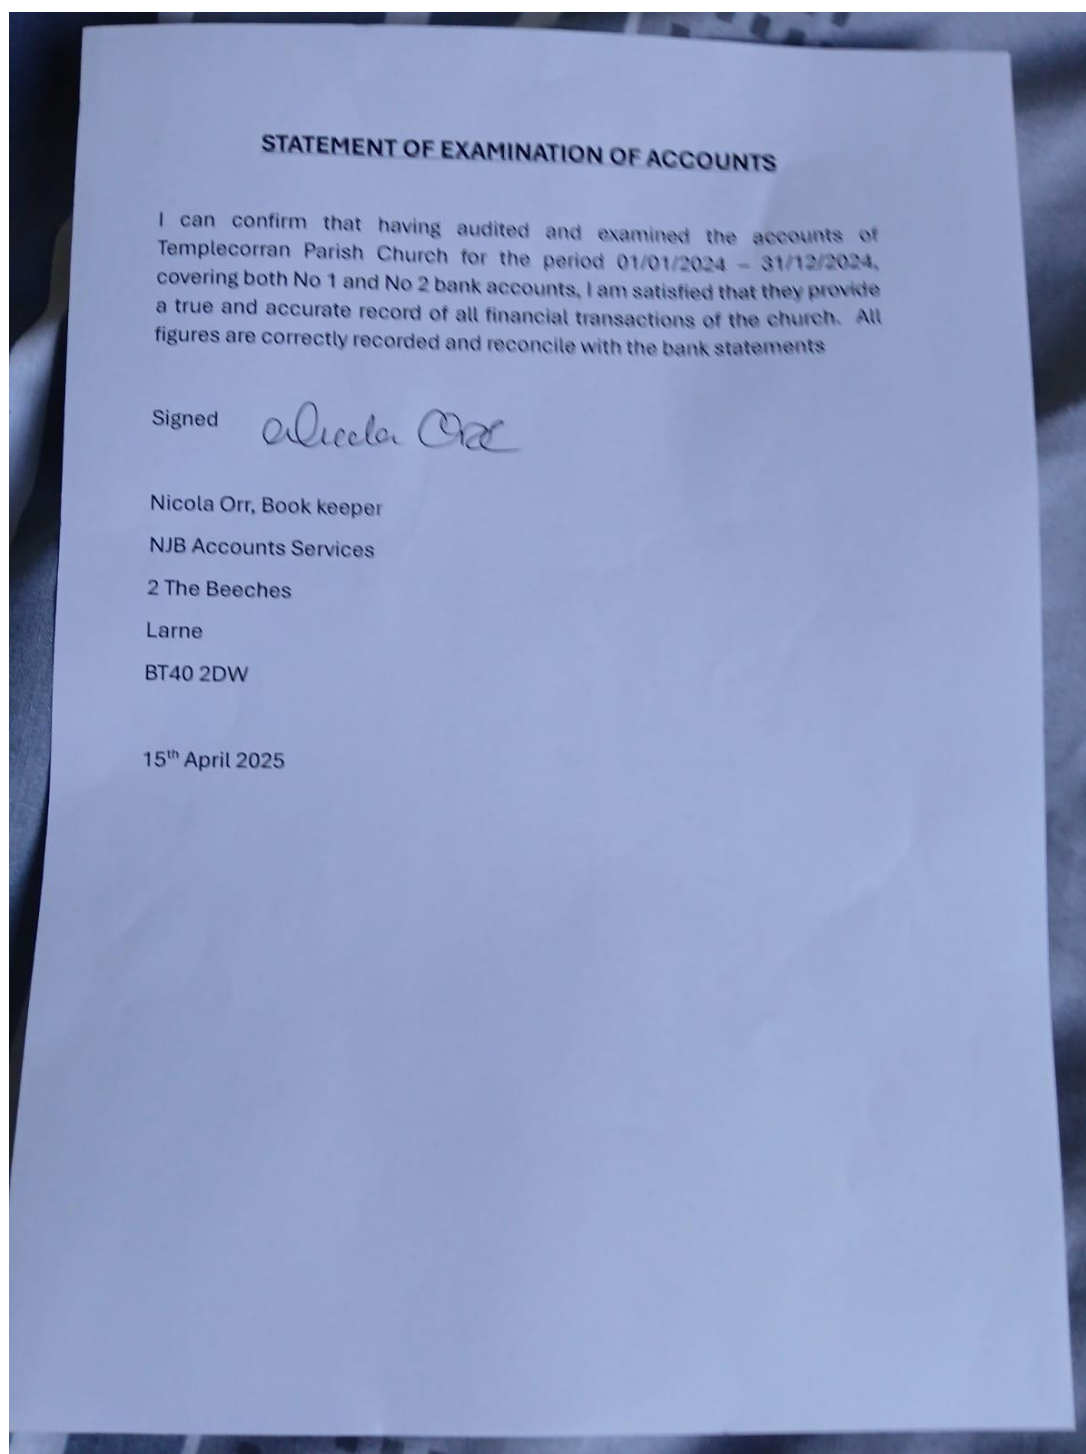 STATEMENT OF EXAMINATION OF ACCOUNTS
I can confirm that having audited and examined the accounts of
Templecorran Parish Church for the period 01/01/2024 – 31/12/2024,
covering both No 1 and No 2 bank accounts, I am satisfied that they provide
a true and accurate record of all financial transactions of the church. All
figures are correctly recorded and reconcile with the bank statements
Signed Nicola Orr
Nicola Orr, Book keeper
NJB Accounts Services
2 The Beeches
Larne
BT40 2DW
15th April 2025